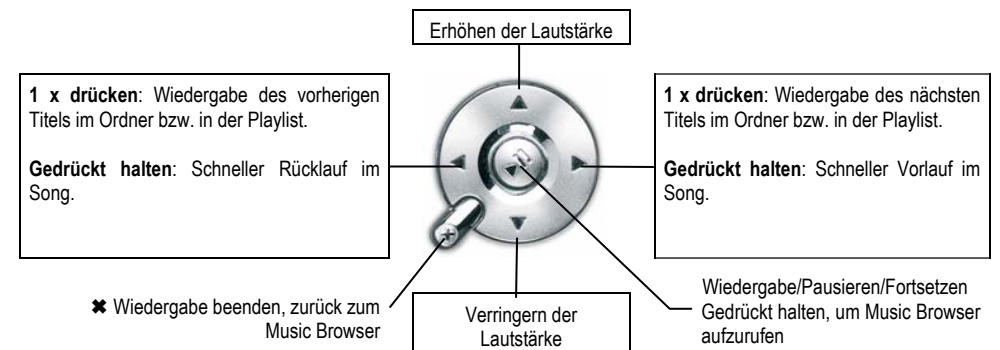 Erhöhen der Lautstärke
1 x drücken: Wiedergabe des vorherigen
Titels im Ordner bzw. in der Playlist.
Gedrückt halten: Schneller Rücklauf im
Song.
1 x drücken: Wiedergabe des nächsten
Titels im Ordner bzw. in der Playlist.
Gedrückt halten: Schneller Vorlauf im
Song.
✖ Wiedergabe beenden, zurück zum
Music Browser
Verringern der
Lautstärke
Wiedergabe/Pausieren/Fortsetzen
Gedrückt halten, um Music Browser
aufzurufen